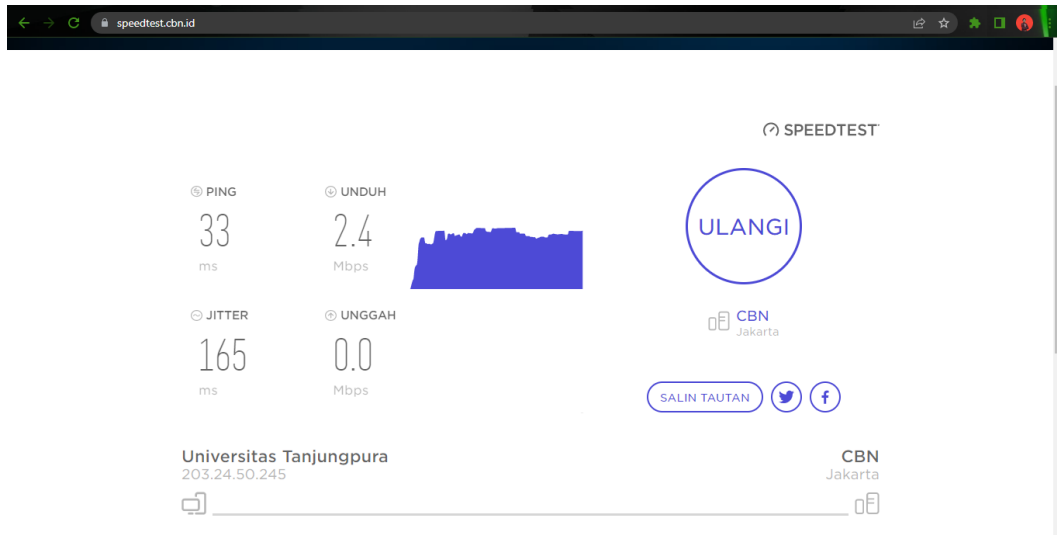 speedtest.cbn.id
SPEEDTEST
PING
33
ms
UNDUH
2.4
Mbps
JITTER
165
ms
UNGGAH
0.0
Mbps
ULANGI
CBN
Jakarta
SALIN TAUTAN
Universitas Tanjungpura
203.24.50.245
CBN
Jakarta